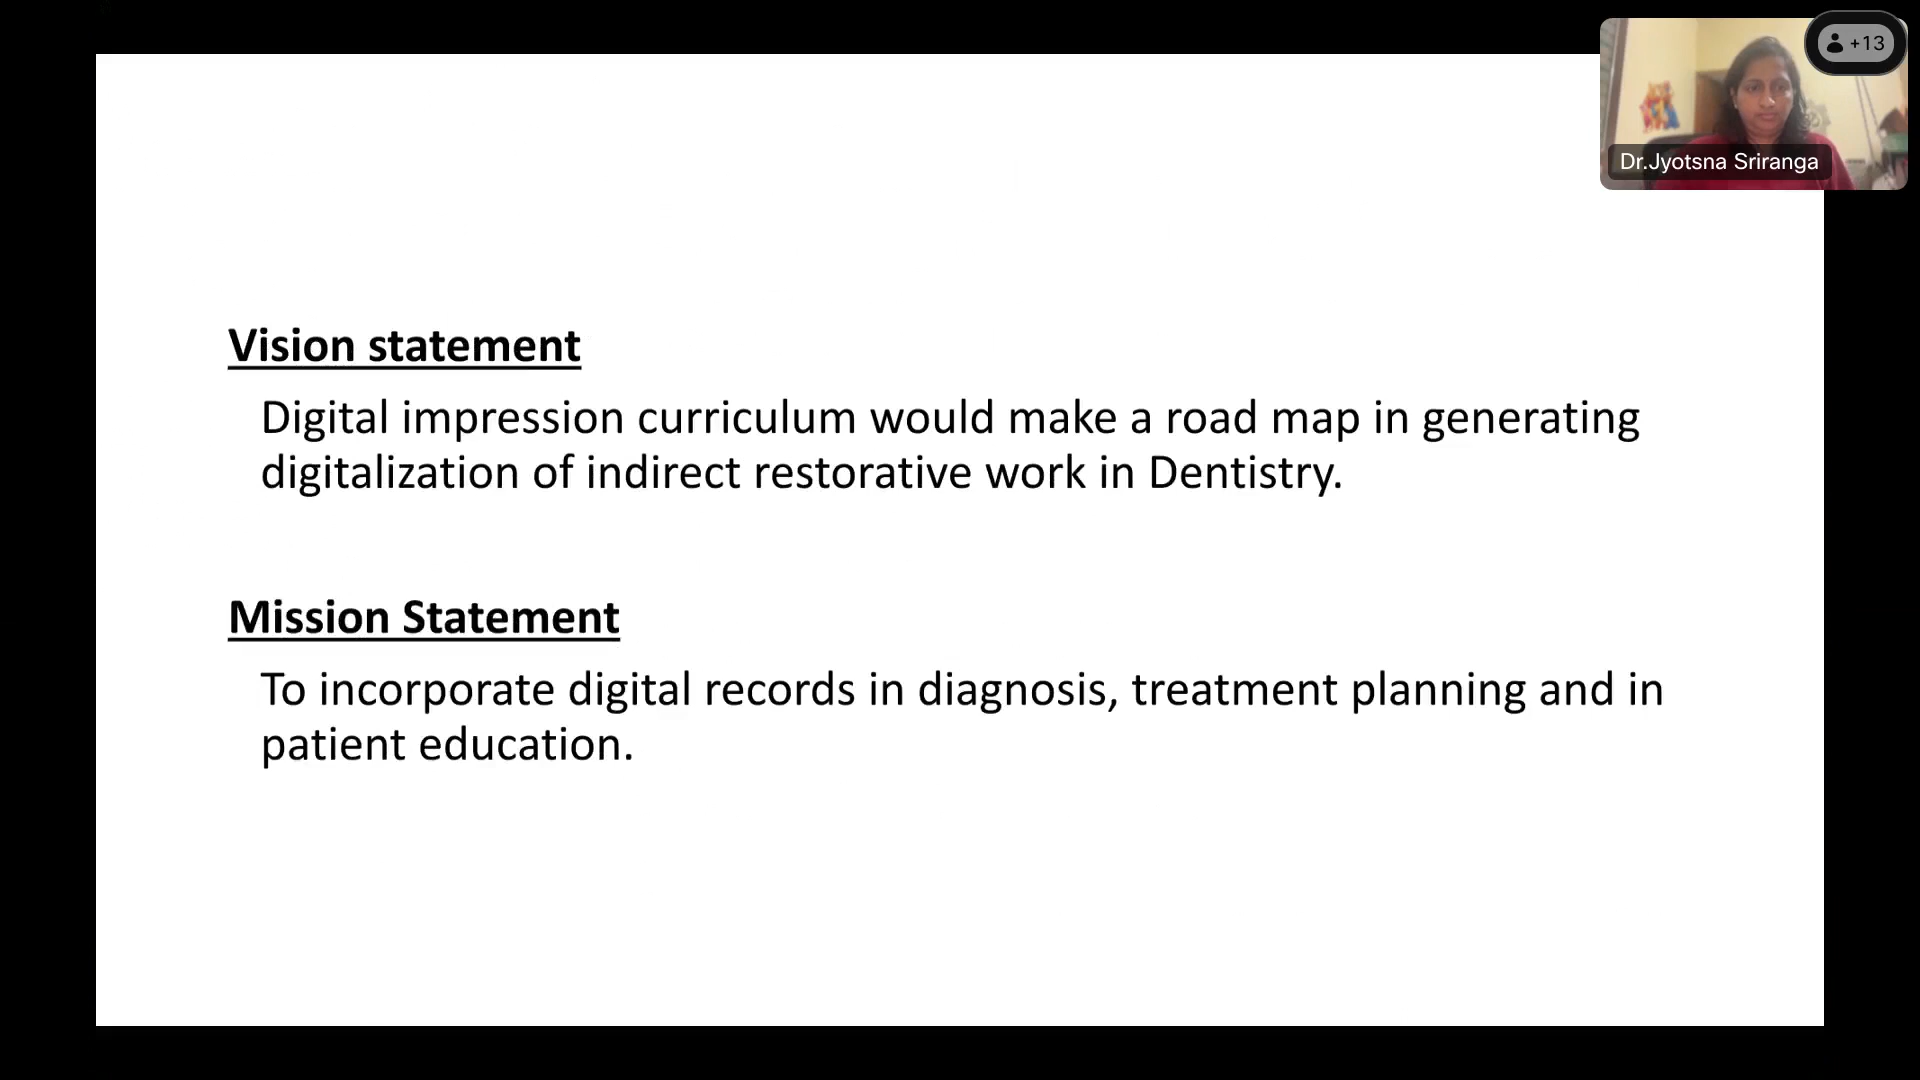 +13
Dr.Jyotsna Sriranga
Vision statement
Digital impression curriculum would make a road map in generating
digitalization of indirect restorative work in Dentistry.
Mission Statement
To incorporate digital records in diagnosis, treatment planning and in
patient education.